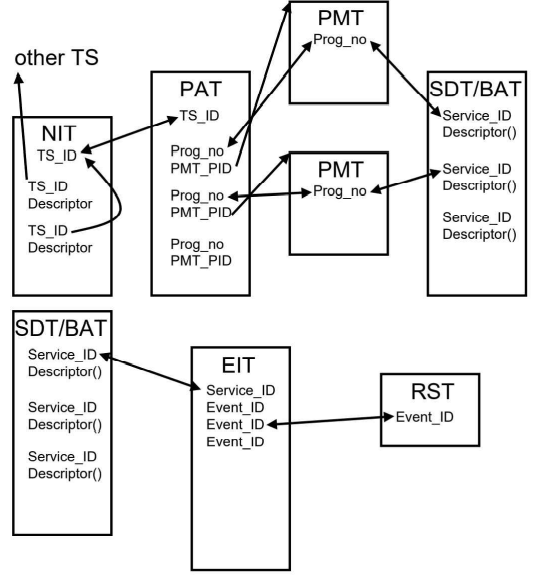 other TS
NIT
TS_ID
TS_ID
Descriptor
TS_ID
Descriptor
PAT
TS_ID
Prog_no
PMT_PID
Prog_no
PMT_PID
Prog_no
PMT_PID
PMT
Prog_no
PMT
Prog_no
SDT/BAT
Service_ID
Descriptor()
Service_ID
Descriptor()
Service_ID
Descriptor()
SDT/BAT
Service_ID
Descriptor()
Service_ID
Descriptor()
Service_ID
Descriptor()
EIT
Service_ID
Event_ID
Event_ID
Event_ID
RST
Event_ID